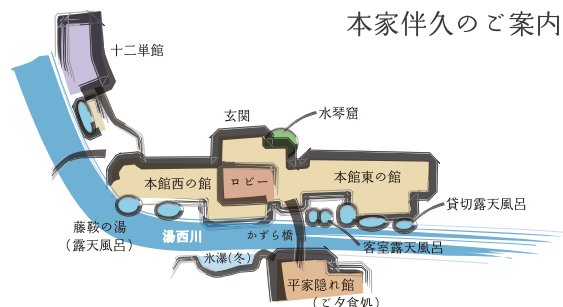 本家伴久のご案内
十二単館
玄関
水琴窟
本館西の館
ロビー
本館東の館
貸切露天風呂
藤鞍の湯
(露天風呂)
湯西川
かずら橋
客室露天風呂
氷瀑(冬)
平家隠れ館
(ご夕食処)